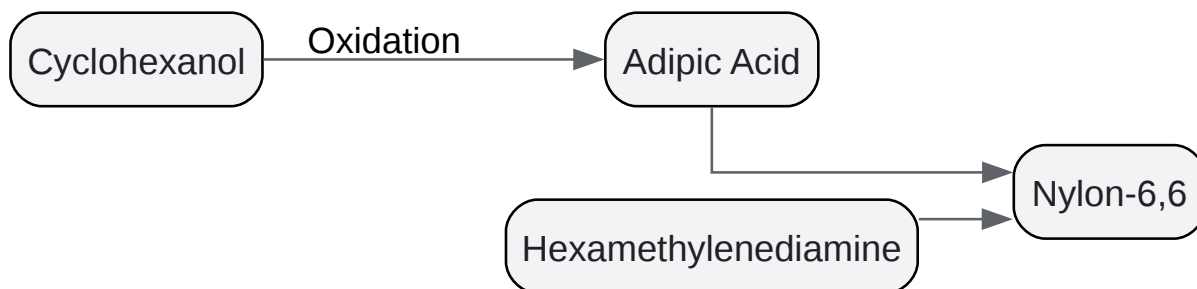 Cyclohexanol
Oxidation
Adipic Acid
Nylon-6,6
Hexamethylenediamine